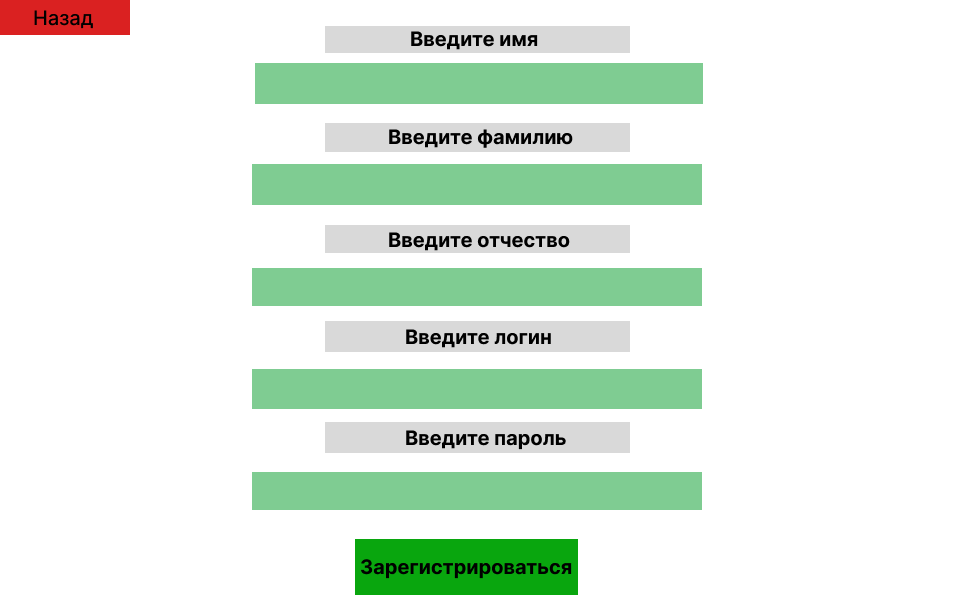 Назад
Введите имя
Введите фамилию
Введите отчество
Введите логин
Введите пароль
Зарегистрироваться